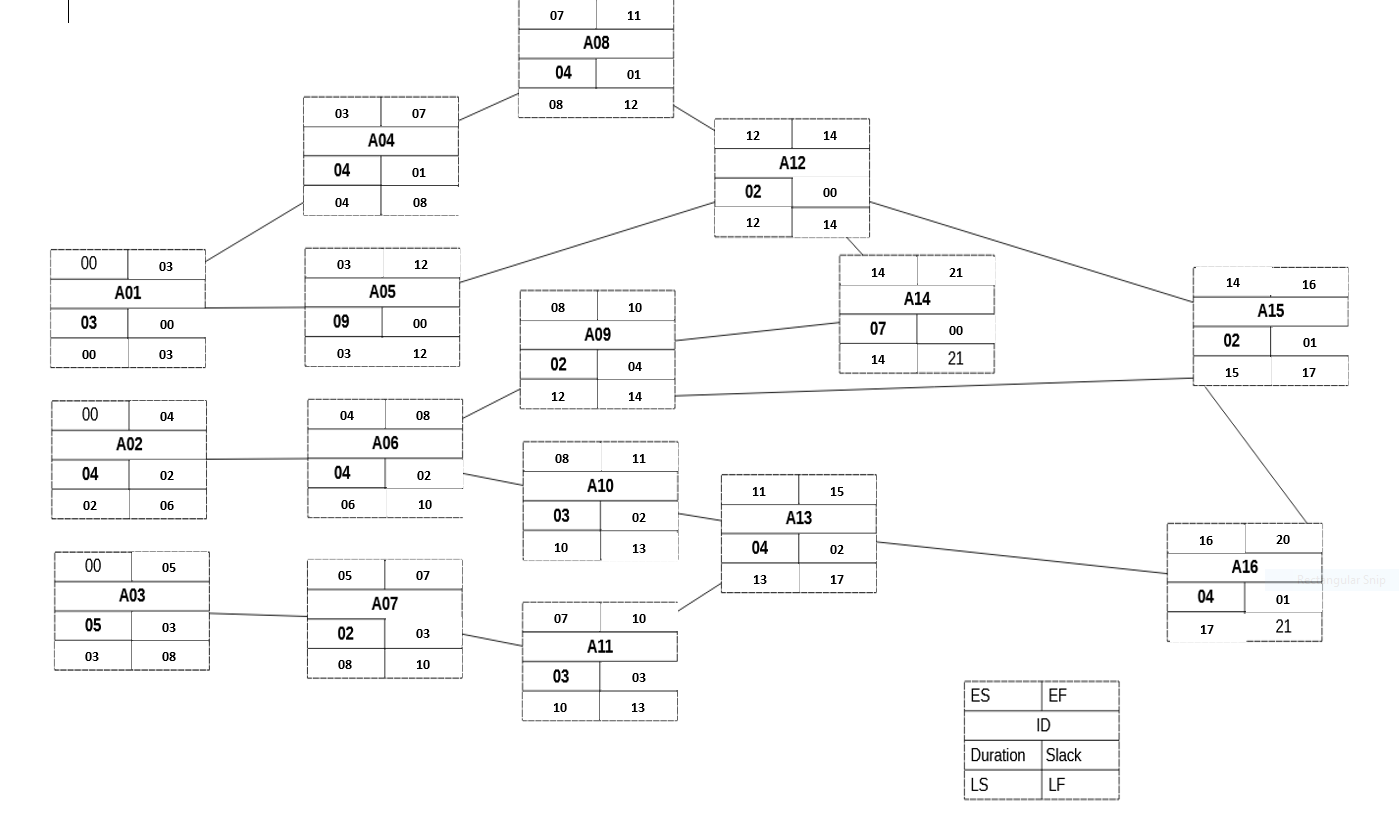 07 11
A08
04 01
08 12
03 07
A04
04 01
04 08
12 14
A12
02 00
12 14
00 03
A01
03 00
00 03
03 12
A05
09 00
03 12
14 21
A14
07 00
14 21
14 16
A15
02 01
15 17
08 10
A09
02 04
12 14
00 04
A02
04 02
02 06
04 08
A06
04 02
06 10
08 11
A10
03 02
10 13
11 15
A13
04 02
13 17
16 20
A16
Rectangular Snip
04 01
17 21
00 05
A03
05 03
03 08
05 07
A07
02 03
08 10
07 10
A11
03 03
10 13
ES EF
ID
Duration Slack
LS LF